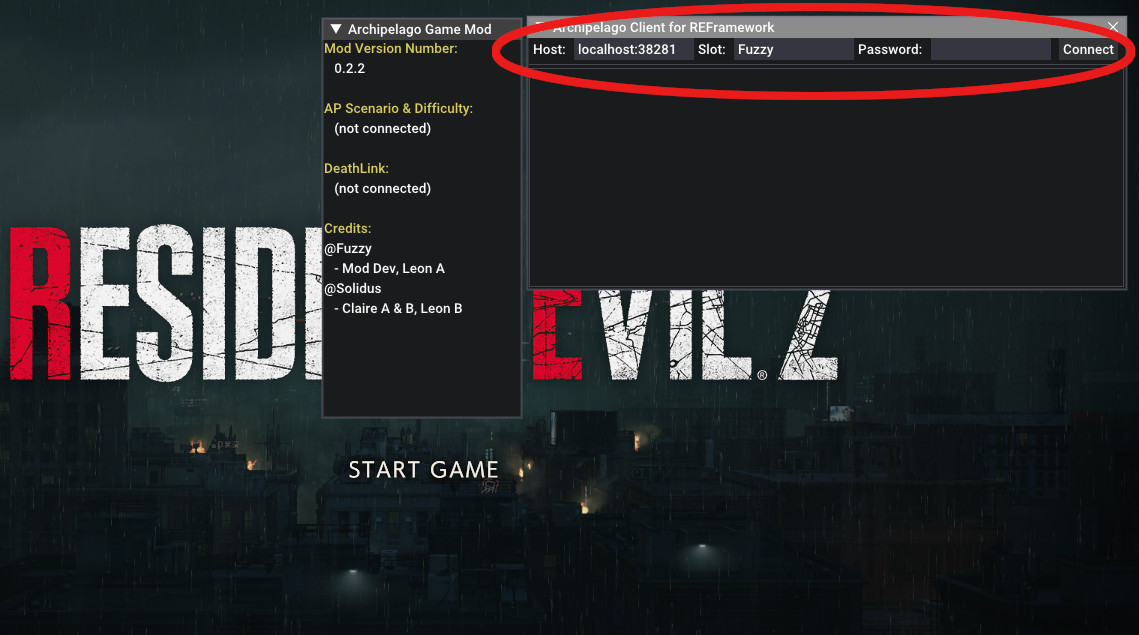 ▼ Archipelago Game Mod
Mod Version Number:
0.2.2
AP Scenario & Difficulty:
(not connected)
DeathLink:
(not connected)
Credits:
@Fuzzy
- Mod Dev, Leon A
@Solidus
- Claire A & B, Leon B
Archipelago Client for REFramework
Host: localhost:38281 Slot: Fuzzy Password: Connect
EVIL 2
®
START GAME